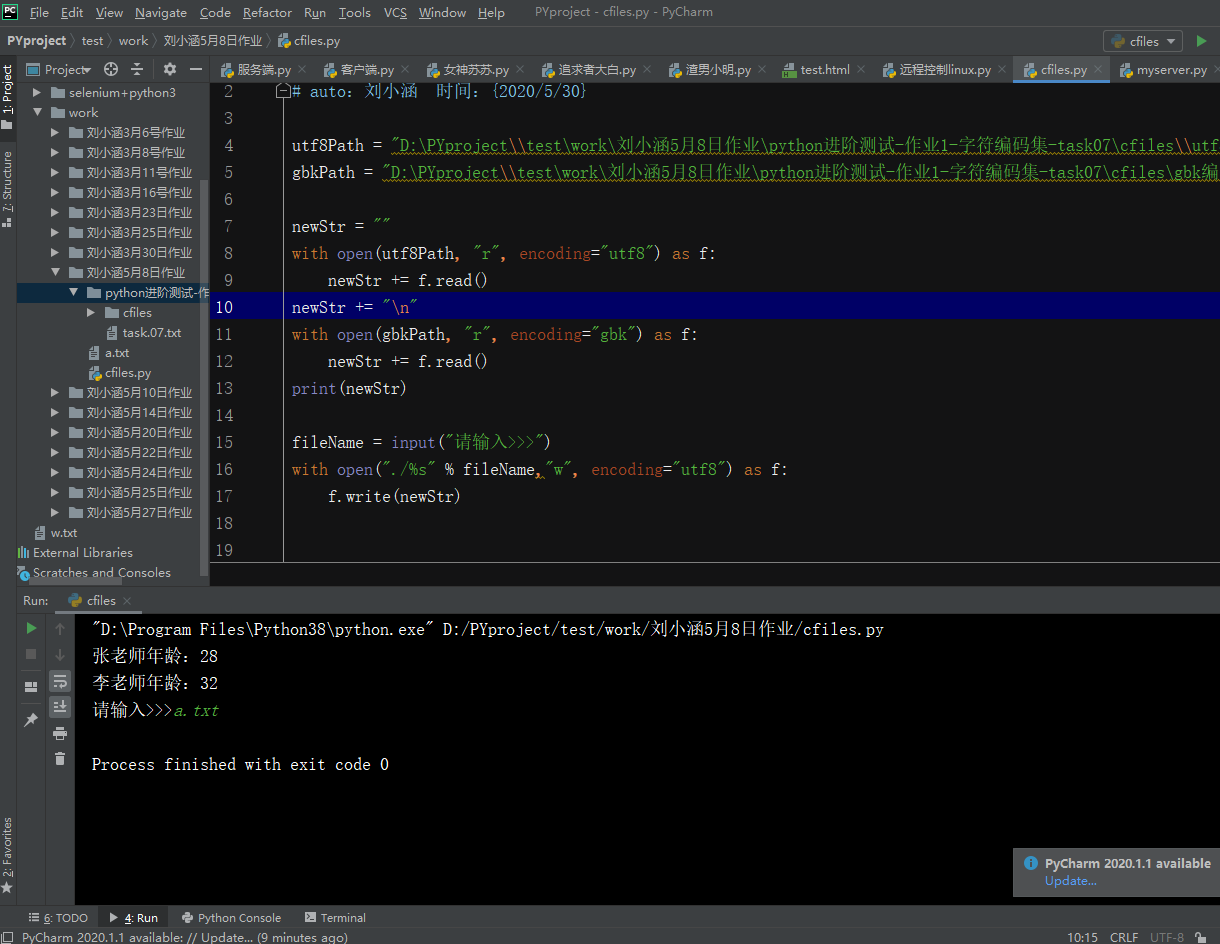 PC File Edit View Navigate Code Refactor Run Tools VCS Window Help PYproject - cfiles.py - PyCharm
PYproject test work 刘小涵5月8日作业 cfiles.py cfiles
Project 服务端.py 客户端.py 女神苏苏.py 追求者大白.py 渣男小明.py test.html 远程控制linux.py cfiles.py myserver.py
1: Project
7: Structure
2: Favorites
selenium+python3
work
刘小涵3月6号作业
刘小涵3月8号作业
刘小涵3月11号作业
刘小涵3月16号作业
刘小涵3月23日作业
刘小涵3月25日作业
刘小涵3月30日作业
刘小涵5月8日作业
python进阶测试-作
cfiles
task.07.txt
a.txt
cfiles.py
刘小涵5月10日作业
刘小涵5月14日作业
刘小涵5月20日作业
刘小涵5月22日作业
刘小涵5月24日作业
刘小涵5月25日作业
刘小涵5月27日作业
w.txt
External Libraries
Scratches and Consoles
2 # auto: 刘小涵 时间: {2020/5/30}
3
4 utf8Path = "D:\PYproject\\test\work\刘小涵5月8日作业\python进阶测试-作业1-字符编码集-task07\cfiles\\utf
5 gbkPath = "D:\PYproject\\test\work\刘小涵5月8日作业\python进阶测试-作业1-字符编码集-task07\cfiles\gbk编
6
7 newStr = ""
8 with open(utf8Path, "r", encoding="utf8") as f:
9 newStr += f.read()
10 newStr += "\n"
11 with open(gbkPath, "r", encoding="gbk") as f:
12 newStr += f.read()
13 print(newStr)
14
15 fileName = input("请输入>>>")
16 with open("./%s" % fileName,"w", encoding="utf8") as f:
17 f.write(newStr)
18
19
Run: cfiles
"D:\Program Files\Python38\python.exe" D:/PYproject/test/work/刘小涵5月8日作业/cfiles.py
张老师年龄: 28
李老师年龄: 32
请输入>>>a.txt
Process finished with exit code 0
PyCharm 2020.1.1 available
Update...
6: TODO 4: Run Python Console Terminal
PyCharm 2020.1.1 available: // Update... (9 minutes ago) 10:15 CRLF UTF-8